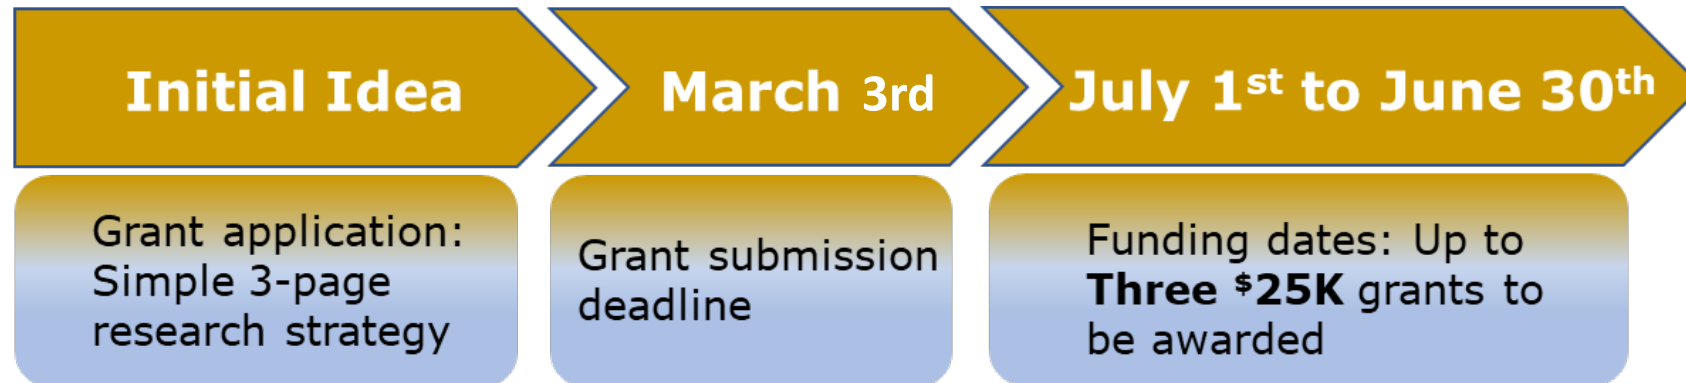 Initial Idea
March 3rd
July 1st to June 30th
Grant application:
Simple 3-page
research strategy
Grant submission
deadline
Funding dates: Up to
Three $25K grants to
be awarded